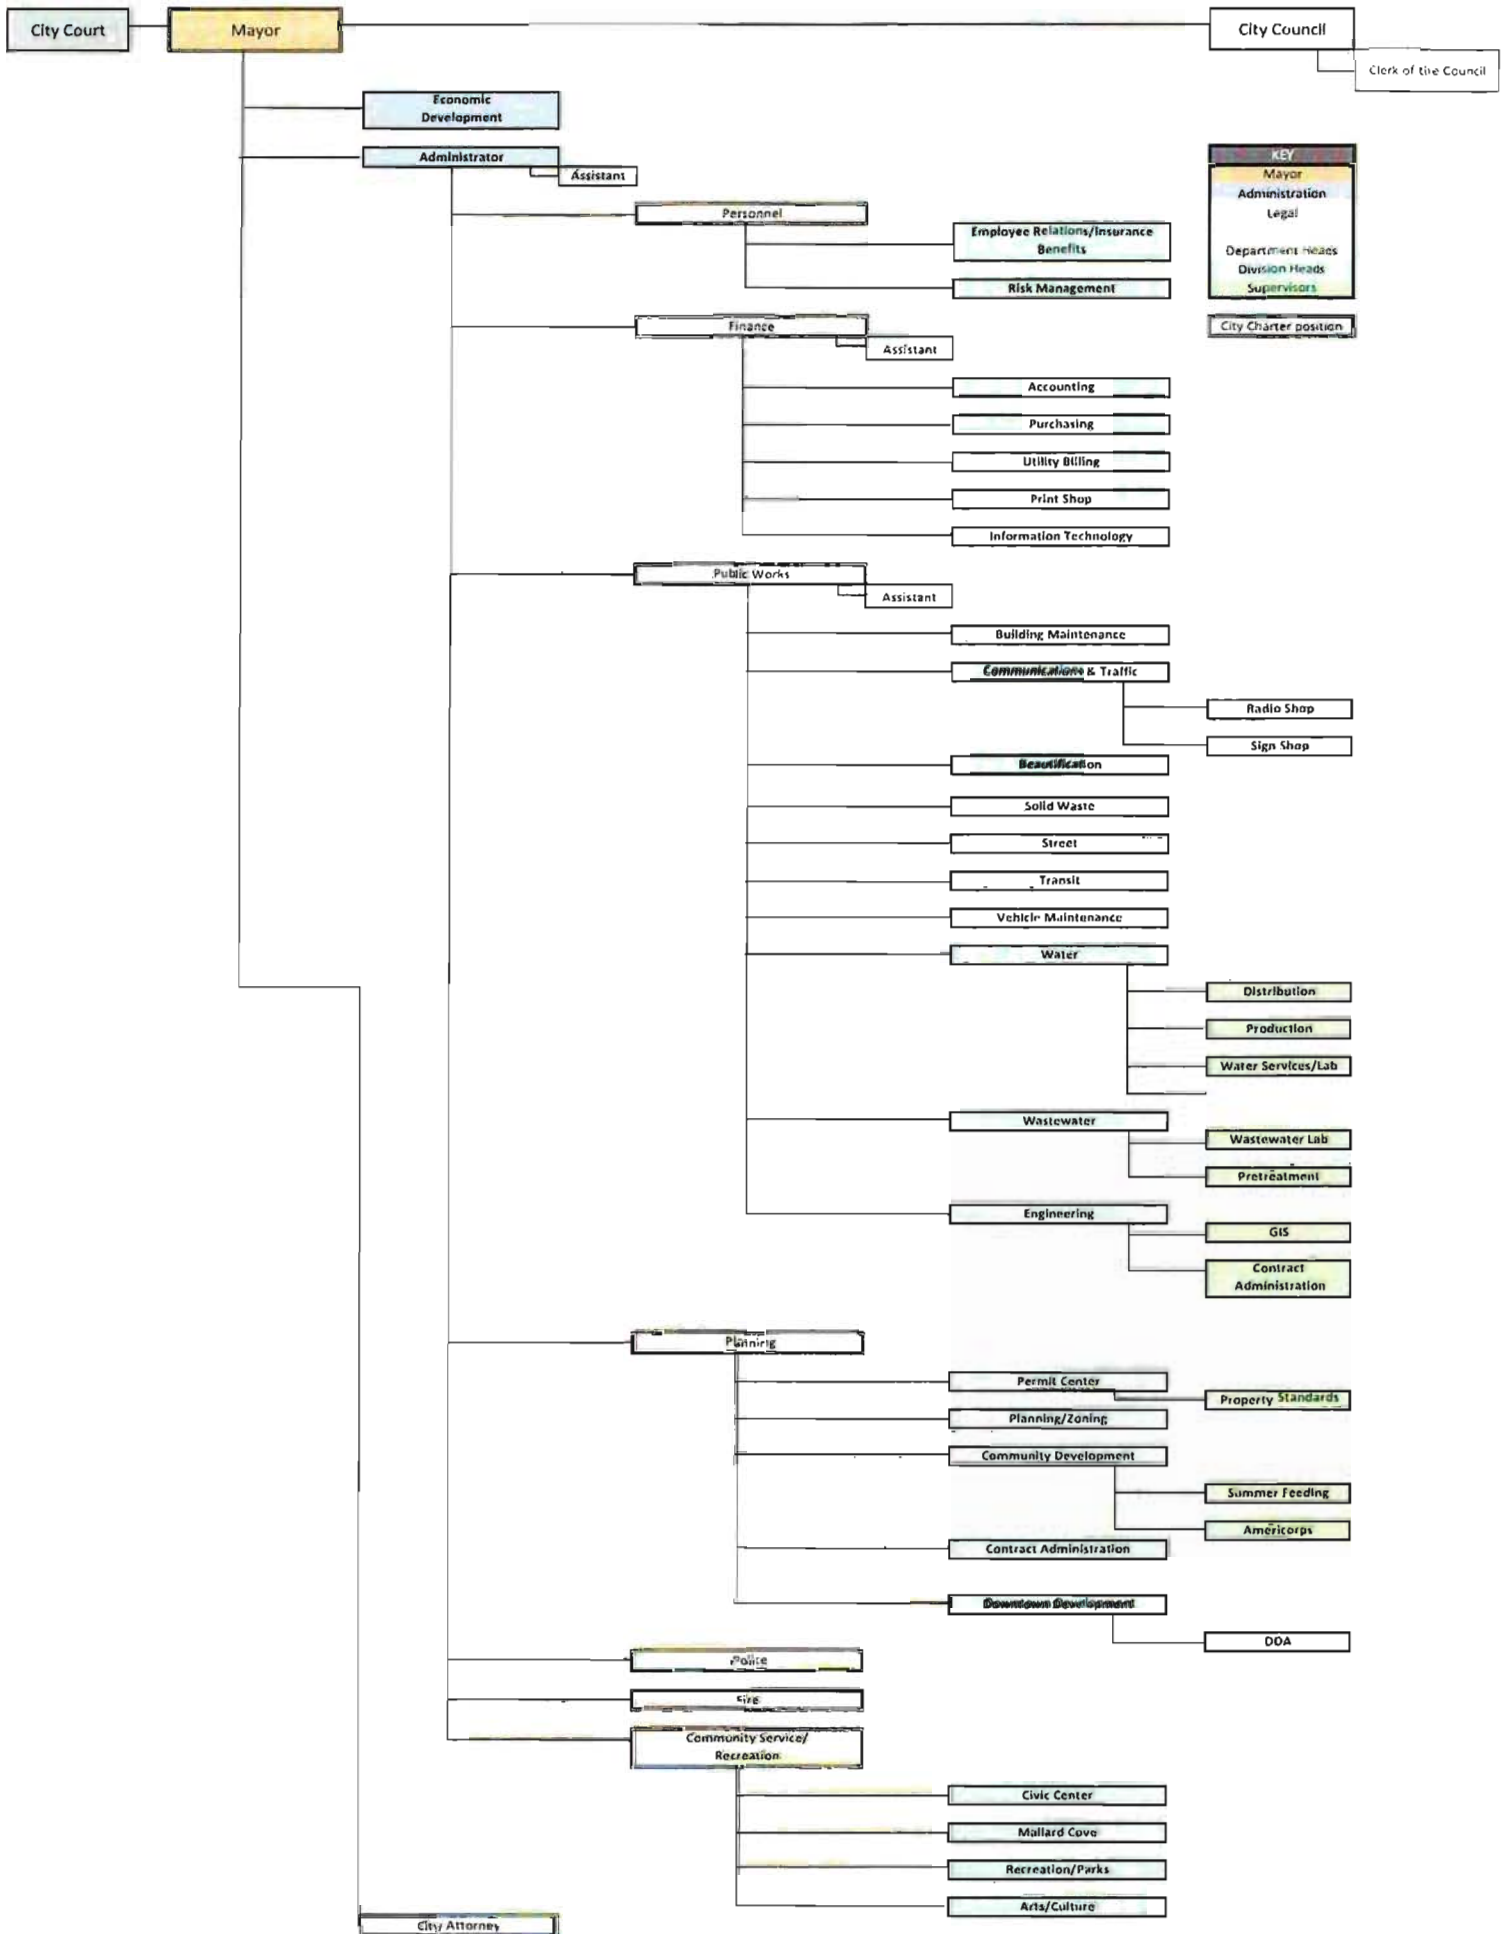 City Court
Mayor
City Council
Clerk of the Council
Economic
Development
Administrator
Assistant
KEY
Mayor
Administration
Legal
Department Heads
Division Heads
Supervisors
City Charter position
Personnel
Employee Relations/Insurance
Benefits
Risk Management
Finance
Assistant
Accounting
Purchasing
Utility Billing
Print Shop
Information Technology
Public Works
Assistant
Building Maintenance
Communications & Traffic
Radio Shop
Sign Shop
Beautification
Solid Waste
Street
Transit
Vehicle Maintenance
Water
Distribution
Production
Water Services/Lab
Wastewater
Wastewater Lab
Pretreatment
Engineering
GIS
Contract
Administration
Planning
Permit Center
Property Standards
Planning/Zoning
Community Development
Summer Feeding
Americorps
Contract Administration
Downtown Development
DDA
Police
Fire
Community Service/
Recreation
Civic Center
Mallard Cove
Recreation/Parks
Arts/Culture
City Attorney